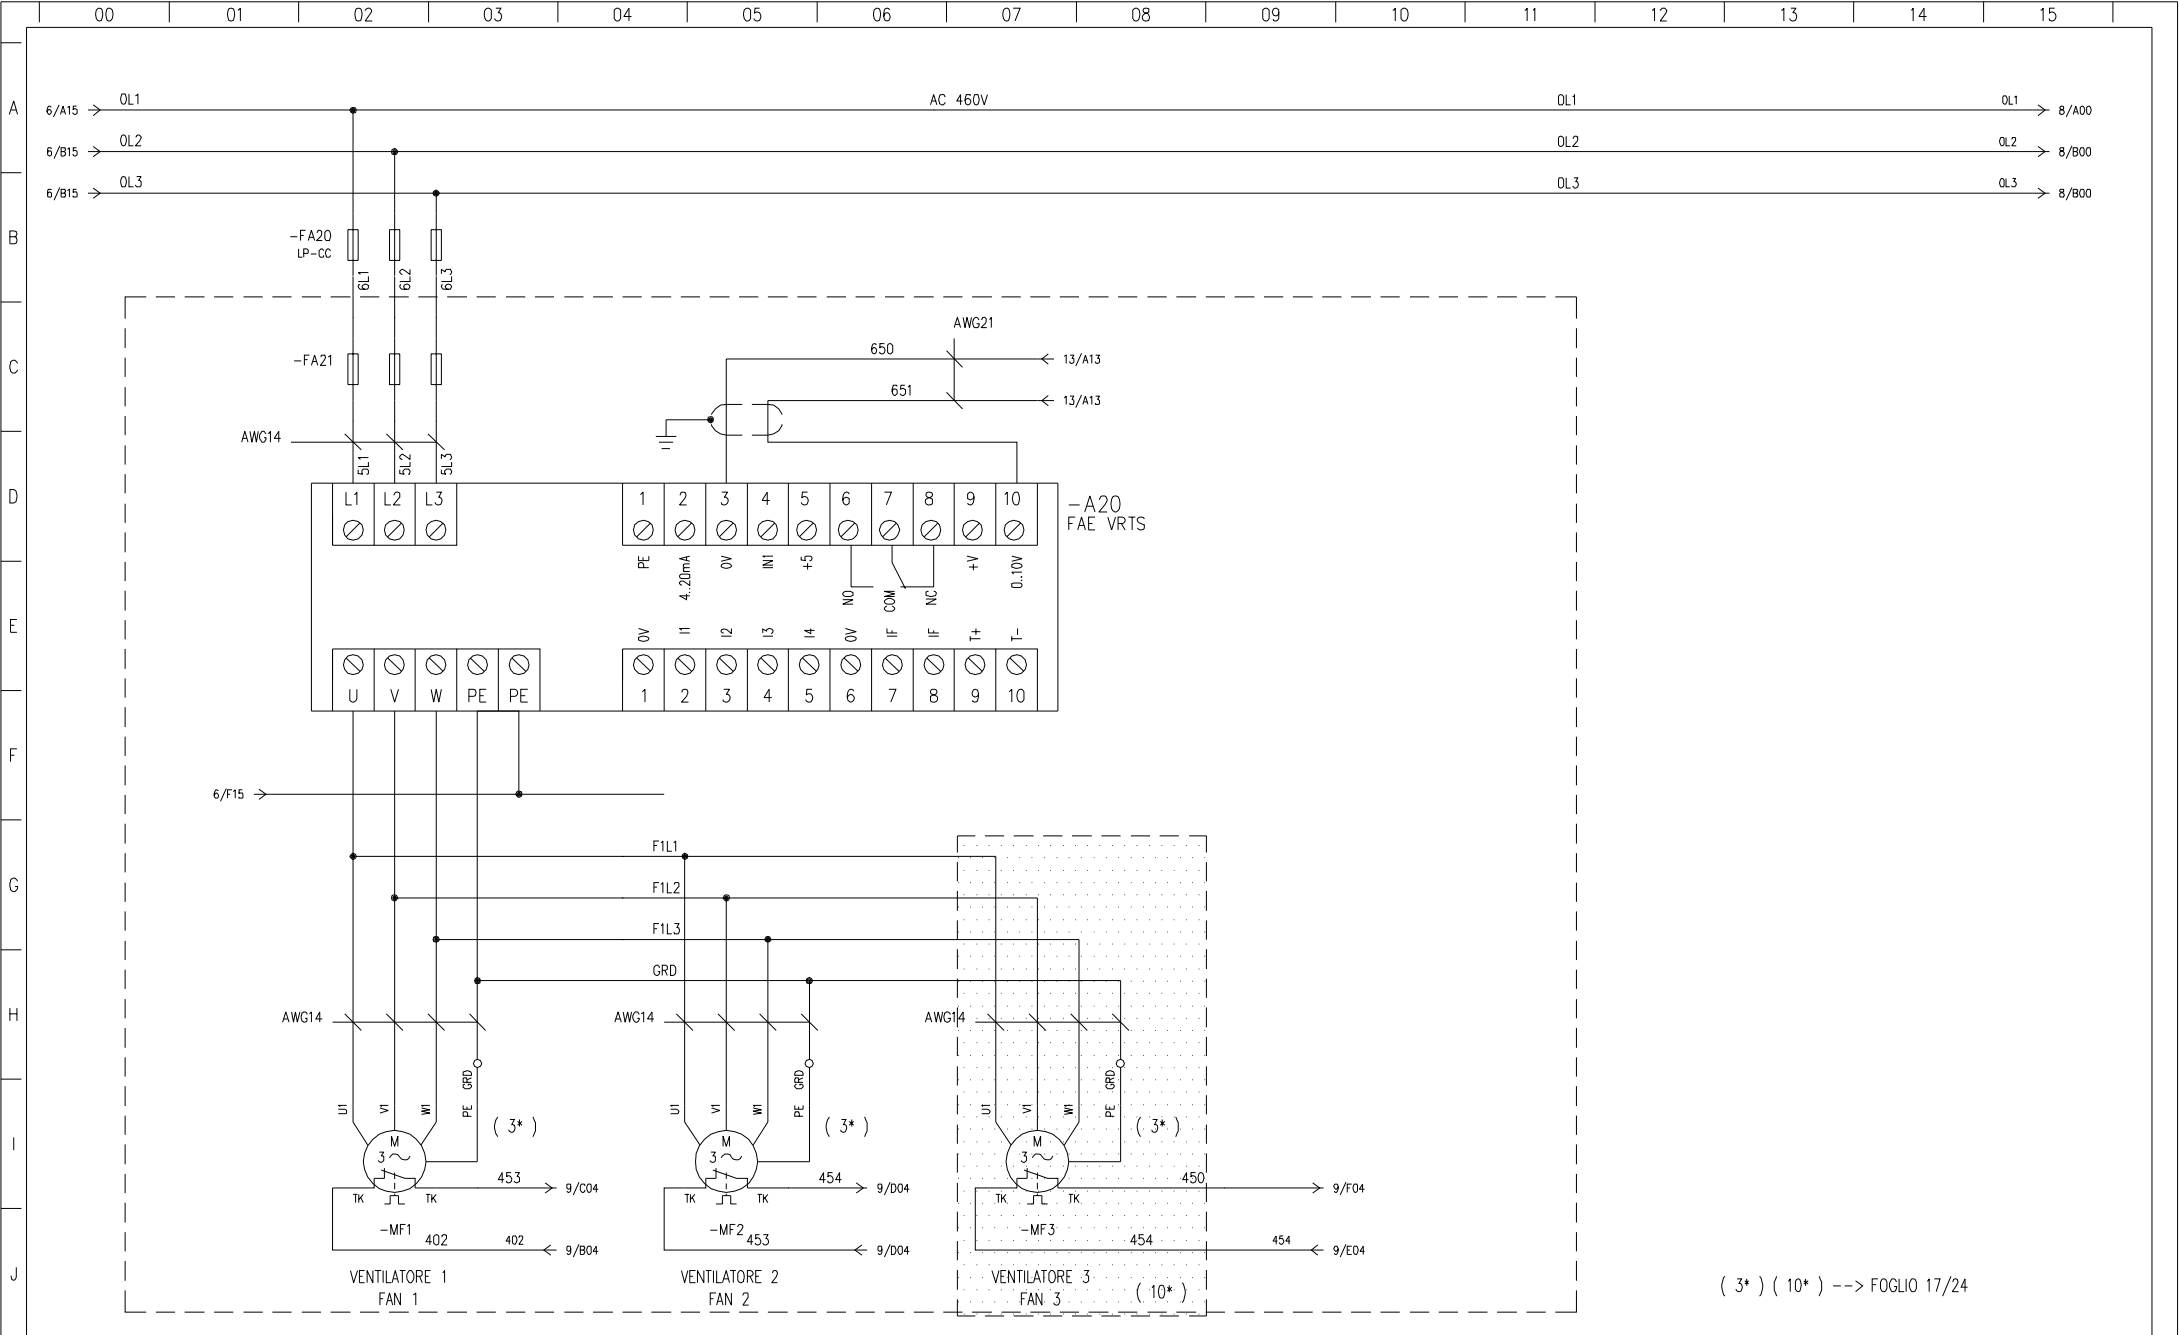 00 01 02 03 04 05 06 07 08 09 10 11 12 13 14 15
A
6/A15 0L1 AC 460V 0L1 0L1 8/A00
6/B15 0L2 0L2 0L2 8/B00
6/B15 0L3 0L3 0L3 8/B00
B
-FA20
LP-CC
6L1 6L2 6L3
AWG21
C
-FA21
650 13/A13
651 13/A13
AWG14
5L1 5L2 5L3
D
L1 L2 L3 1 2 3 4 5 6 7 8 9 10
-A20
FAE VRTS
PE 4..20mA 0V IN1 +5 NO COM NC +V 0..10V
E
0V I1 I2 I3 I4 0V IF IF T+ T-
U V W PE PE 1 2 3 4 5 6 7 8 9 10
F
6/F15
F1L1
G
F1L2
F1L3
GRD
H
AWG14 AWG14 AWG14
GRD GRD GRD
U1 V1 W1 PE U1 V1 W1 PE U1 V1 W1 PE
( 3* ) ( 3* ) ( 3* )
I
M M M
3 3 3
453 9/C04 454 9/D04 450 9/F04
TK TK TK TK TK TK
-MF1 -MF2 -MF3
402 402 9/B04 453 9/D04 454 454 9/E04
J
VENTILATORE 1 VENTILATORE 2 VENTILATORE 3
FAN 1 FAN 2 FAN 3
( 10* )
( 3* ) ( 10* ) --> FOGLIO 17/24